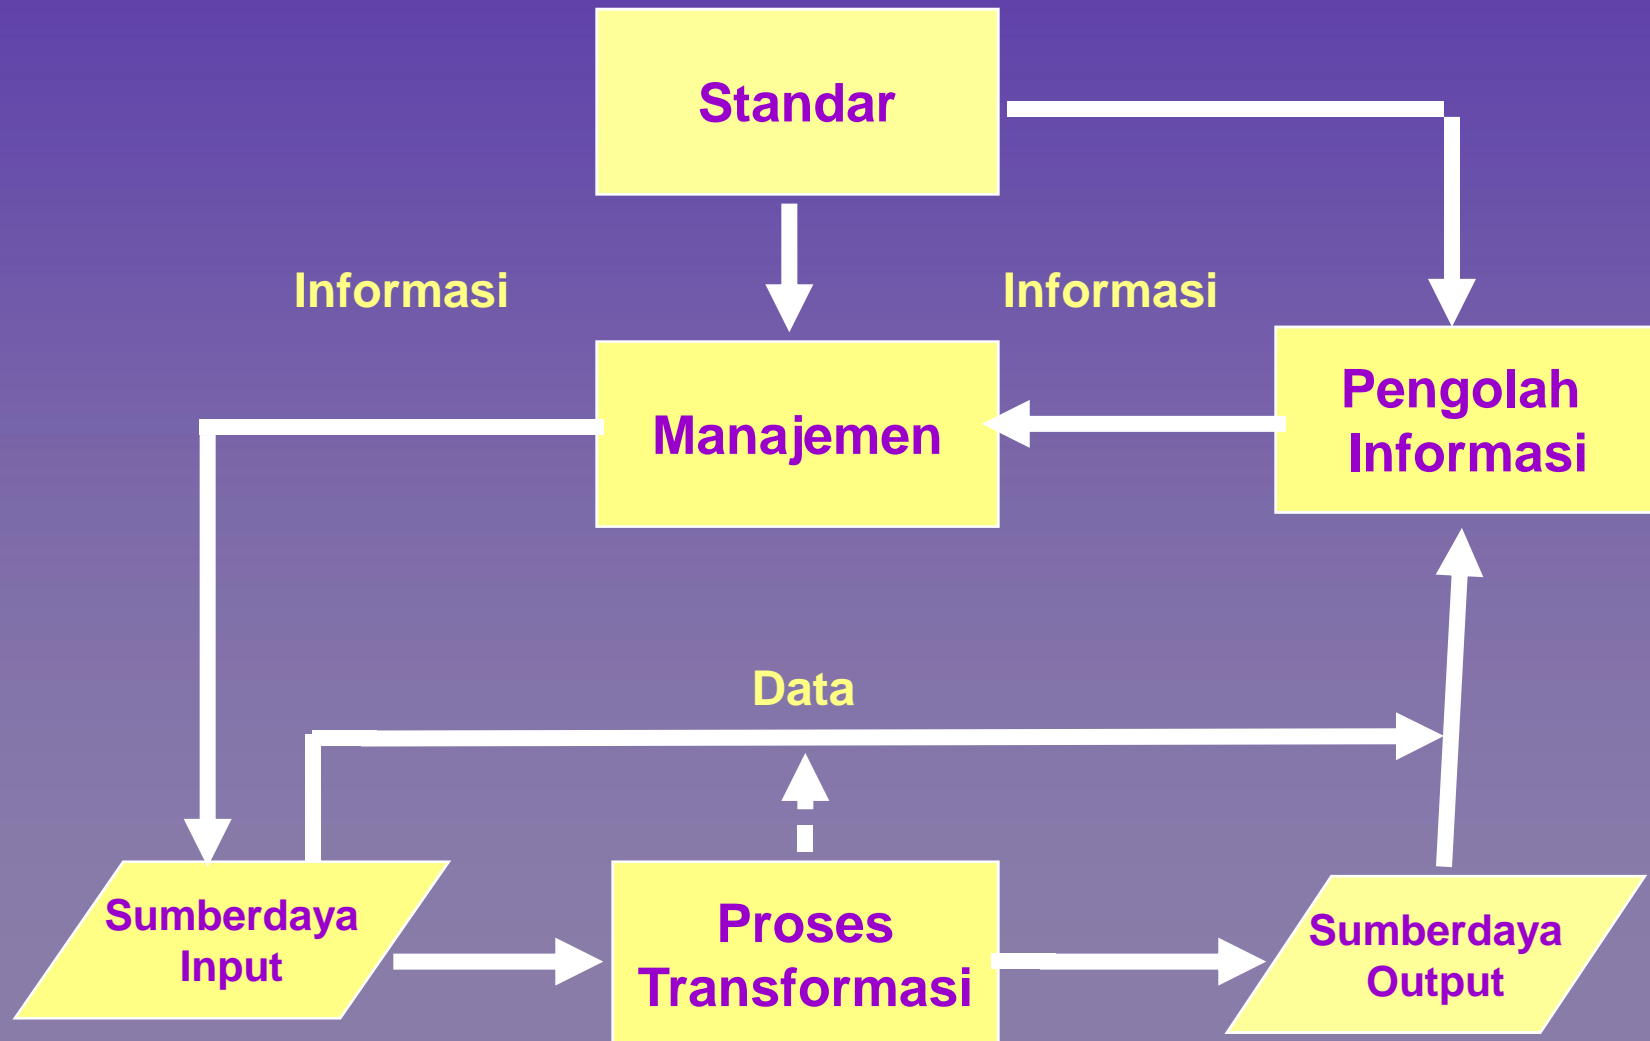 Standar
Informasi
Informasi
Manajemen
Pengolah
Informasi
Data
Sumberdaya
Input
Proses
Transformasi
Sumberdaya
Output